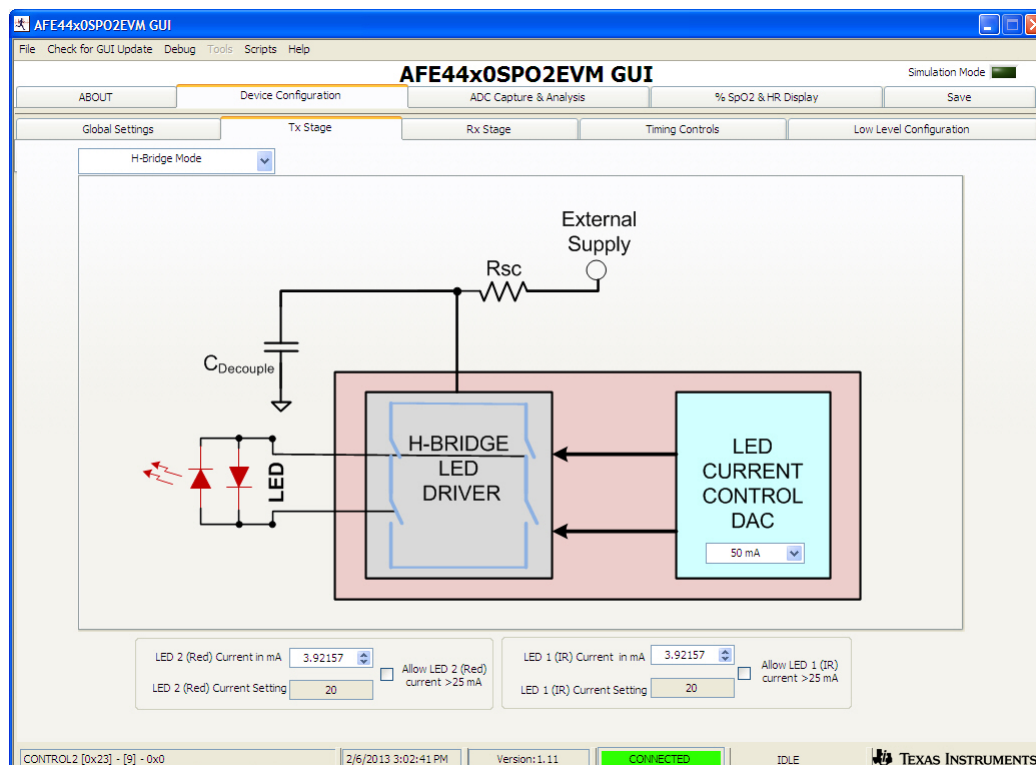 AFE44x0SPO2EVM GUI
File Check for GUI Update Debug Tools Scripts Help
AFE44x0SPO2EVM GUI
Simulation Mode
ABOUT Device Configuration ADC Capture & Analysis % SpO2 & HR Display Save
Global Settings Tx Stage Rx Stage Timing Controls Low Level Configuration
H-Bridge Mode
External
Supply
Rsc
CDecouple
LED
H-BRIDGE
LED
DRIVER
LED
CURRENT
CONTROL
DAC
50 mA
LED 2 (Red) Current in mA 3.92157
Allow LED 2 (Red)
current >25 mA
LED 2 (Red) Current Setting 20
LED 1 (IR) Current in mA 3.92157
Allow LED 1 (IR)
current >25 mA
LED 1 (IR) Current Setting 20
CONTROL2 [0x23] - [9] - 0x0 2/6/2013 3:02:41 PM Version:1.11 CONNECTED IDLE TEXAS INSTRUMENTS